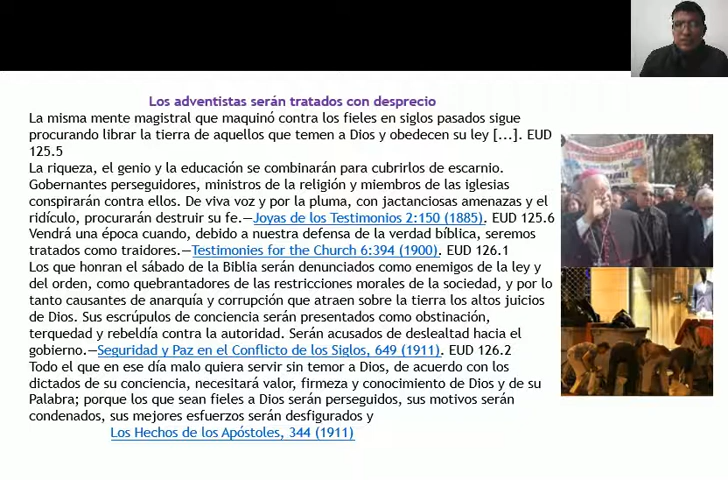 Los adventistas serán tratados con desprecio
La misma mente magistral que maquinó contra los fieles en siglos pasados sigue
procurando librar la tierra de aquellos que temen a Dios y obedecen su ley [...]. EUD
125.5
La riqueza, el genio y la educación se combinarán para cubrirlos de escarnio.
Gobernantes perseguidores, ministros de la religión y miembros de las iglesias
conspirarán contra ellos. De viva voz y por la pluma, con jactanciosas amenazas y el
ridículo, procurarán destruir su fe.—Joyas de los Testimonios 2:150 (1885). EUD 125.6
Vendrá una época cuando, debido a nuestra defensa de la verdad bíblica, seremos
tratados como traidores.—Testimonies for the Church 6:394 (1900). EUD 126.1
Los que honran el sábado de la Biblia serán denunciados como enemigos de la ley y
del orden, como quebrantadores de las restricciones morales de la sociedad, y por lo
tanto causantes de anarquía y corrupción que atraen sobre la tierra los altos juicios
de Dios. Sus escrúpulos de conciencia serán presentados como obstinación,
terquedad y rebeldía contra la autoridad. Serán acusados de deslealtad hacia el
gobierno.—Seguridad y Paz en el Conflicto de los Siglos, 649 (1911). EUD 126.2
Todo el que en ese día malo quiera servir sin temor a Dios, de acuerdo con los
dictados de su conciencia, necesitará valor, firmeza y conocimiento de Dios y de su
Palabra; porque los que sean fieles a Dios serán perseguidos, sus motivos serán
condenados, sus mejores esfuerzos serán desfigurados y
Los Hechos de los Apóstoles, 344 (1911)